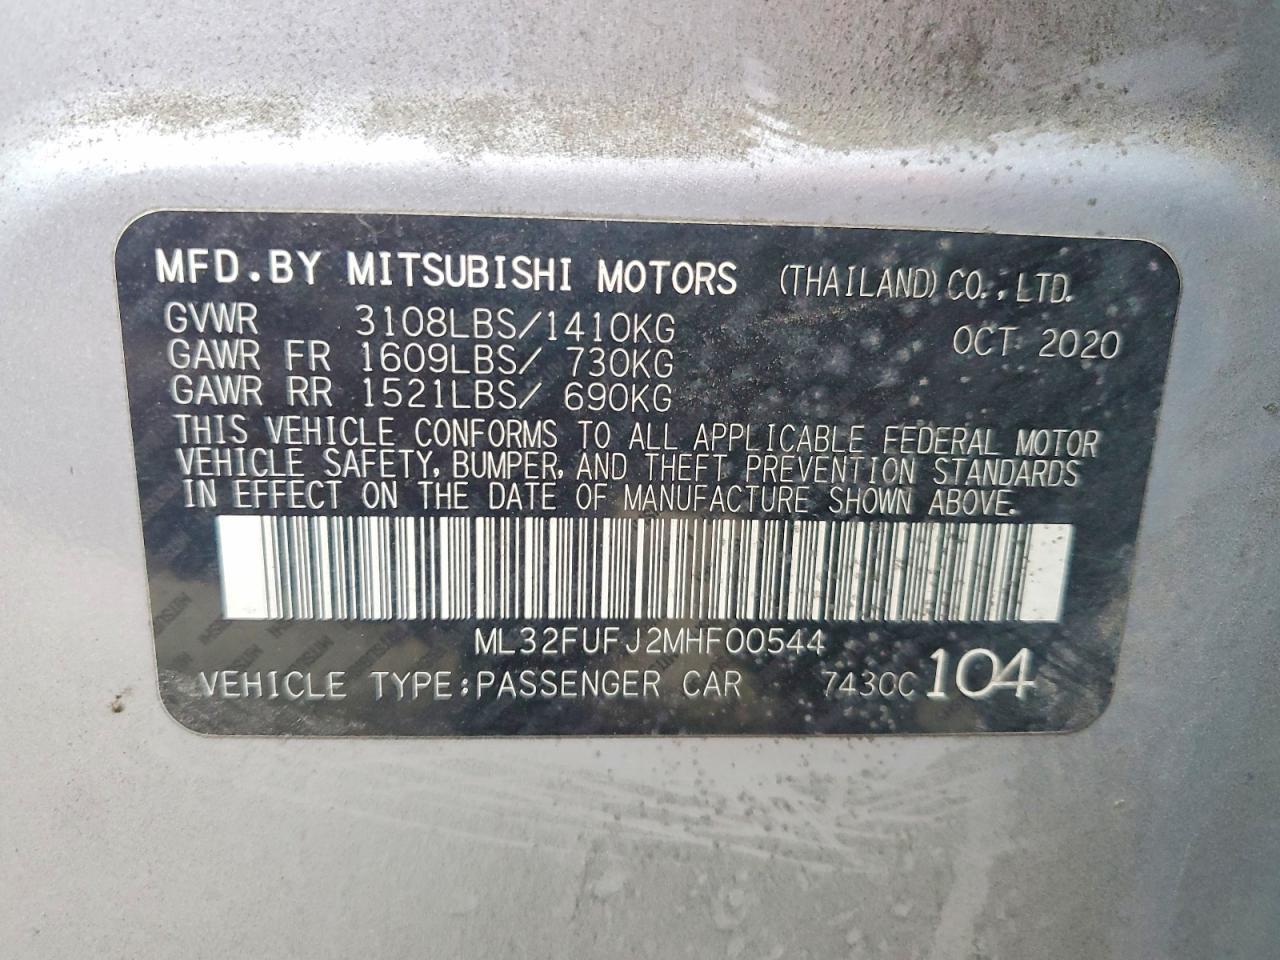 MFD.BY MITSUBISHI MOTORS (THAILAND) CO., LTD.
GVWR 3108LBS/1410KG OCT 2020
GAWR FR 1609LBS/ 730KG
GAWR RR 1521LBS/ 690KG
THIS VEHICLE CONFORMS TO ALL APPLICABLE FEDERAL MOTOR
VEHICLE SAFETY, BUMPER, AND THEFT PREVENTION STANDARDS
IN EFFECT ON THE DATE OF MANUFACTURE SHOWN ABOVE.
ML32FUFJ2MHF00544
VEHICLE TYPE:PASSENGER CAR 7430C 104